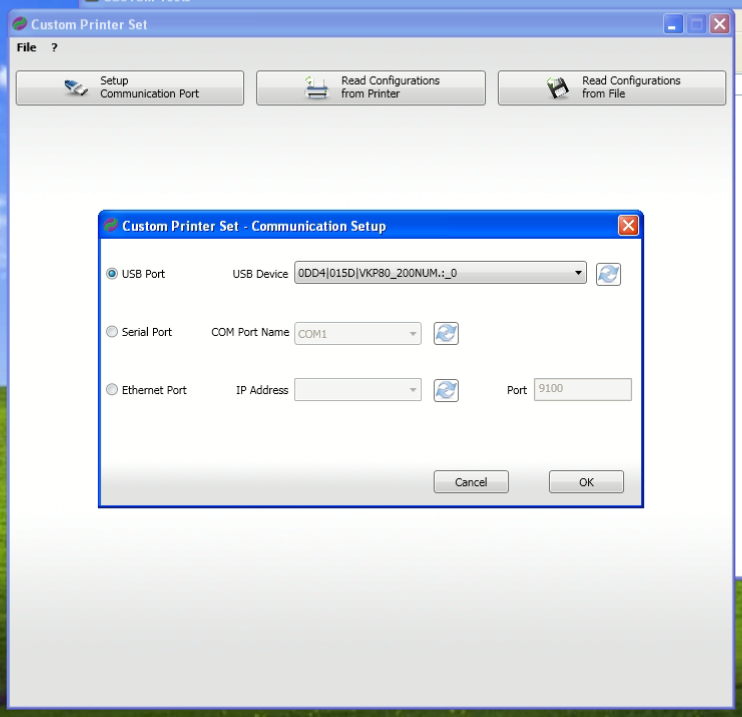 Custom Printer Set
File ?
Setup
Communication Port
Read Configurations
from Printer
Read Configurations
from File
Custom Printer Set - Communication Setup
USB Port USB Device 0DD4|015D|VKP80_200NUM.:_0
Serial Port COM Port Name COM1
Ethernet Port IP Address Port 9100
Cancel OK